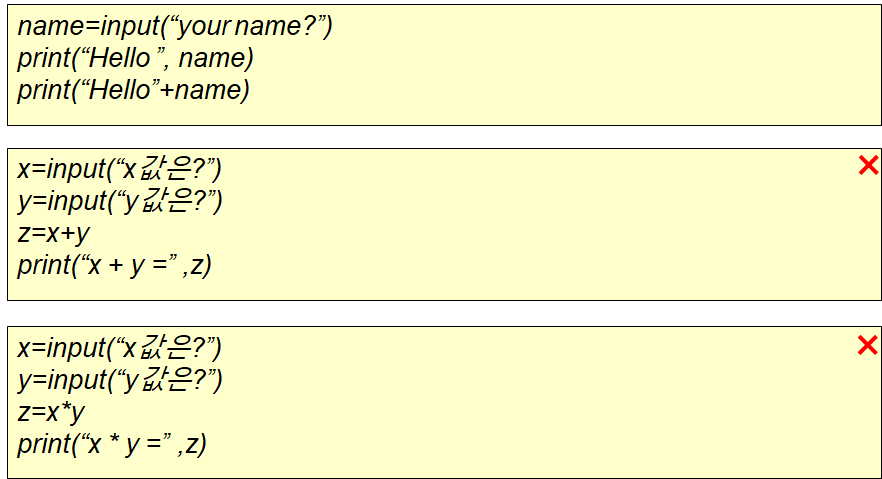 name=input(“your name?”)
print(“Hello ”, name)
print(“Hello”+name)
x=input(“x값은?”)
y=input(“y값은?”)
z=x+y
print(“x + y =” ,z)
x=input(“x값은?”)
y=input(“y값은?”)
z=x*y
print(“x * y =” ,z)